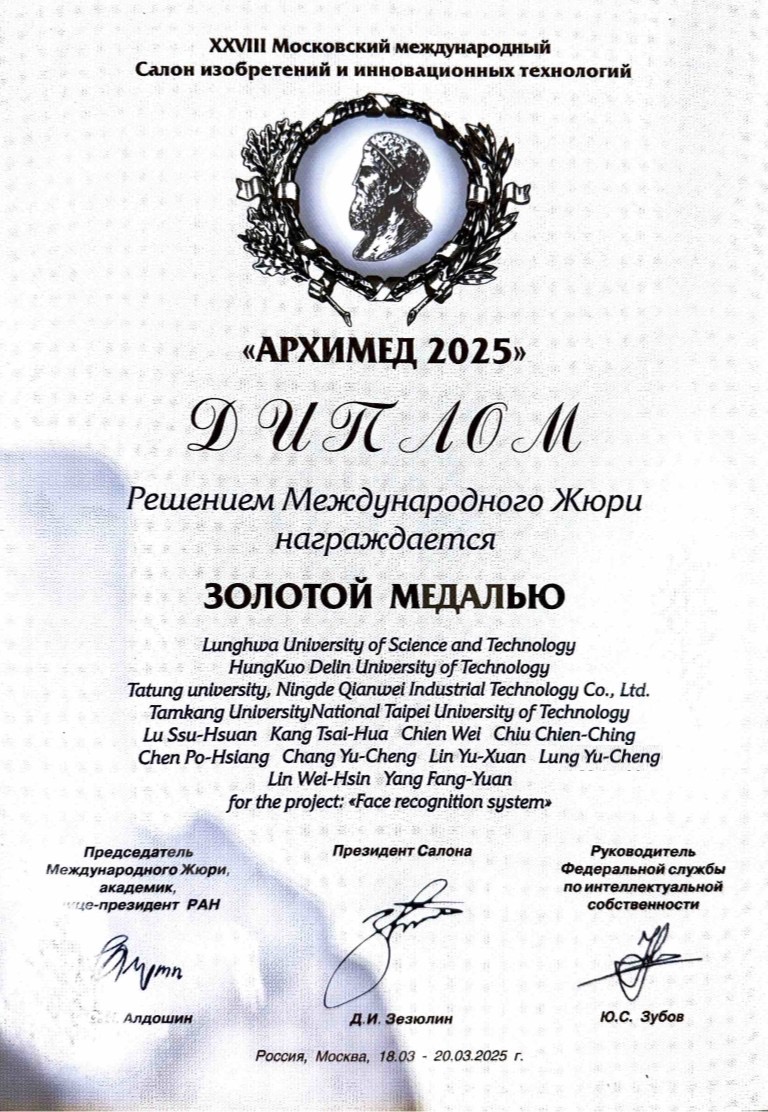 XXVIII Московский международный
Салон изобретений и инновационных технологий
«АРХИМЕД 2025»
ДИПЛОМ
Решением Международного Жюри
награждается
ЗОЛОТОЙ МЕДАЛЬЮ
Lunghwa University of Science and Technology
HungKuo Delin University of Technology
Tatung university, Ningde Qianwei Industrial Technology Co., Ltd.
Tamkang UniversityNational Taipei University of Technology
Lu Ssu-Hsuan Kang Tsai-Hua Chien Wei Chiu Chien-Ching
Chen Po-Hsiang Chang Yu-Cheng Lin Yu-Xuan Lung Yu-Cheng
Lin Wei-Hsin Yang Fang-Yuan
for the project: «Face recognition system»
Председатель
Международного Жюри,
академик,
вице-президент РАН
Алдошин
Президент Салона
Д.И. Зезюлин
Руководитель
Федеральной службы
по интеллектуальной
собственности
Ю.С. Зубов
Россия, Москва, 18.03 - 20.03.2025 г.